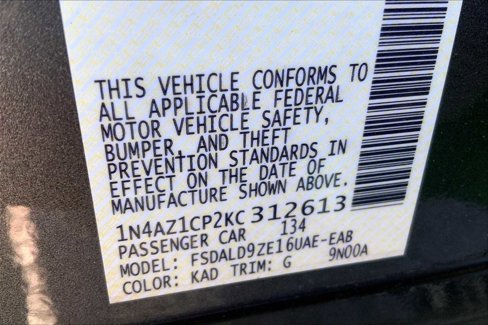 THIS VEHICLE CONFORMS TO
ALL APPLICABLE FEDERAL
MOTOR VEHICLE SAFETY,
BUMPER, AND THEFT
PREVENTION STANDARDS IN
EFFECT ON THE DATE OF
MANUFACTURE SHOWN ABOVE.
1N4AZ1CP2KC312613
PASSENGER CAR 134
MODEL: FSDALD9ZE16UAE-EAB
COLOR: KAD TRIM: G 9N00A